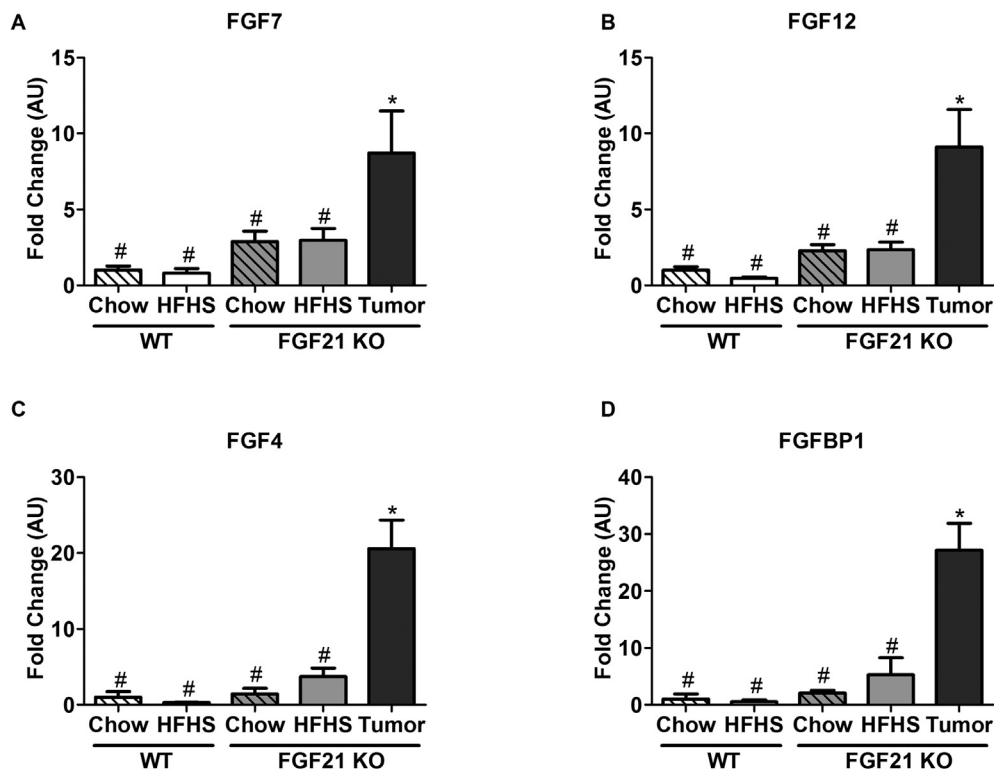 A
FGF7
Fold Change (AU)
15
10
5
0
#
#
#
#
*
Chow HFHS Chow HFHS Tumor
WT FGF21 KO
B
FGF12
Fold Change (AU)
15
10
5
0
#
#
#
#
*
Chow HFHS Chow HFHS Tumor
WT FGF21 KO
C
FGF4
Fold Change (AU)
30
20
10
0
#
#
#
#
*
Chow HFHS Chow HFHS Tumor
WT FGF21 KO
D
FGFBP1
Fold Change (AU)
40
30
20
10
0
#
#
#
#
*
Chow HFHS Chow HFHS Tumor
WT FGF21 KO